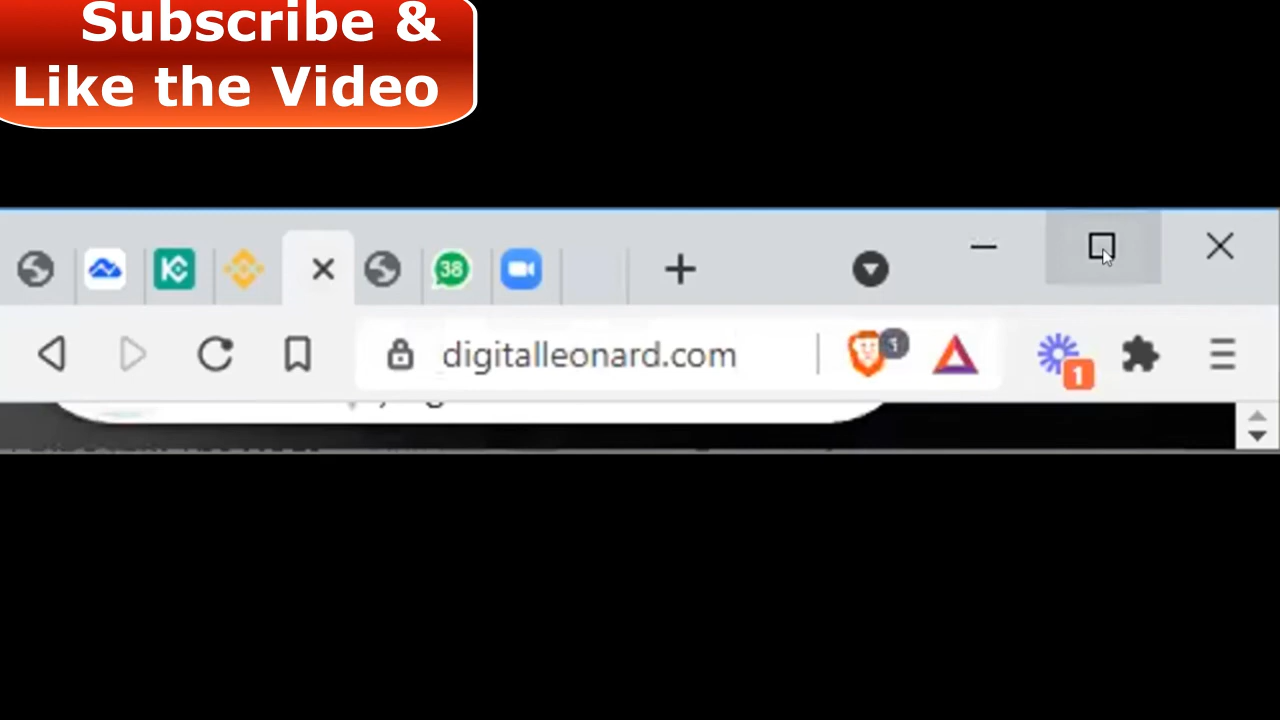 Subscribe &
Like the Video
38
digitalleonard.com
1